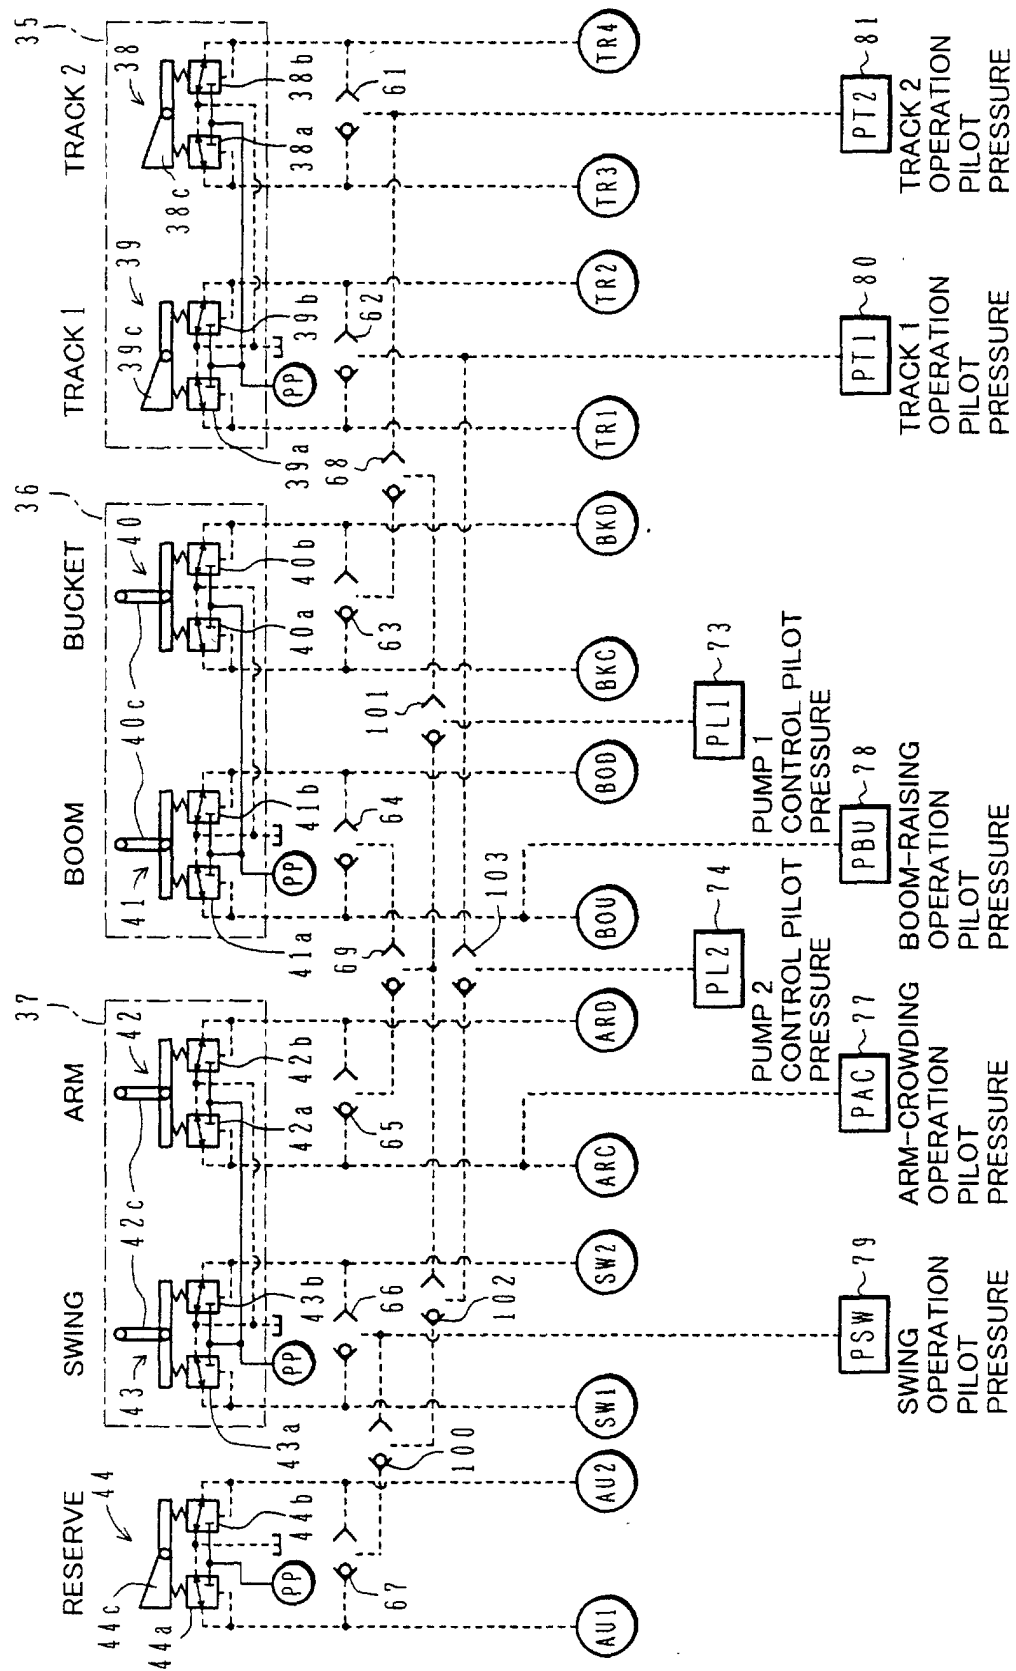 RESERVE
SWING
ARM
BOOM
BUCKET
TRACK 1
TRACK 2
37
36
35
44
44c
44a
44b
43
43a
43b
42c
42
42a
42b
41
41a
41b
40c
40
40a
40b
39c
39
39a
39b
38
38c
38a
38b
PP
PP
PP
PP
67
66
65
64
63
62
61
100
102
69
103
101
68
AU1
AU2
SW1
SW2
ARC
ARD
BOU
BOD
BKC
BKD
TR1
TR2
TR3
TR4
PL2
74
PUMP 2
CONTROL PILOT
PRESSURE
PL1
73
PUMP 1
CONTROL PILOT
PRESSURE
PSW
79
SWING
OPERATION
PILOT
PRESSURE
PAC
77
ARM-CROWDING
OPERATION
PILOT
PRESSURE
PBU
78
BOOM-RAISING
OPERATION
PILOT
PRESSURE
PT1
80
TRACK 1
OPERATION
PILOT
PRESSURE
PT2
81
TRACK 2
OPERATION
PILOT
PRESSURE